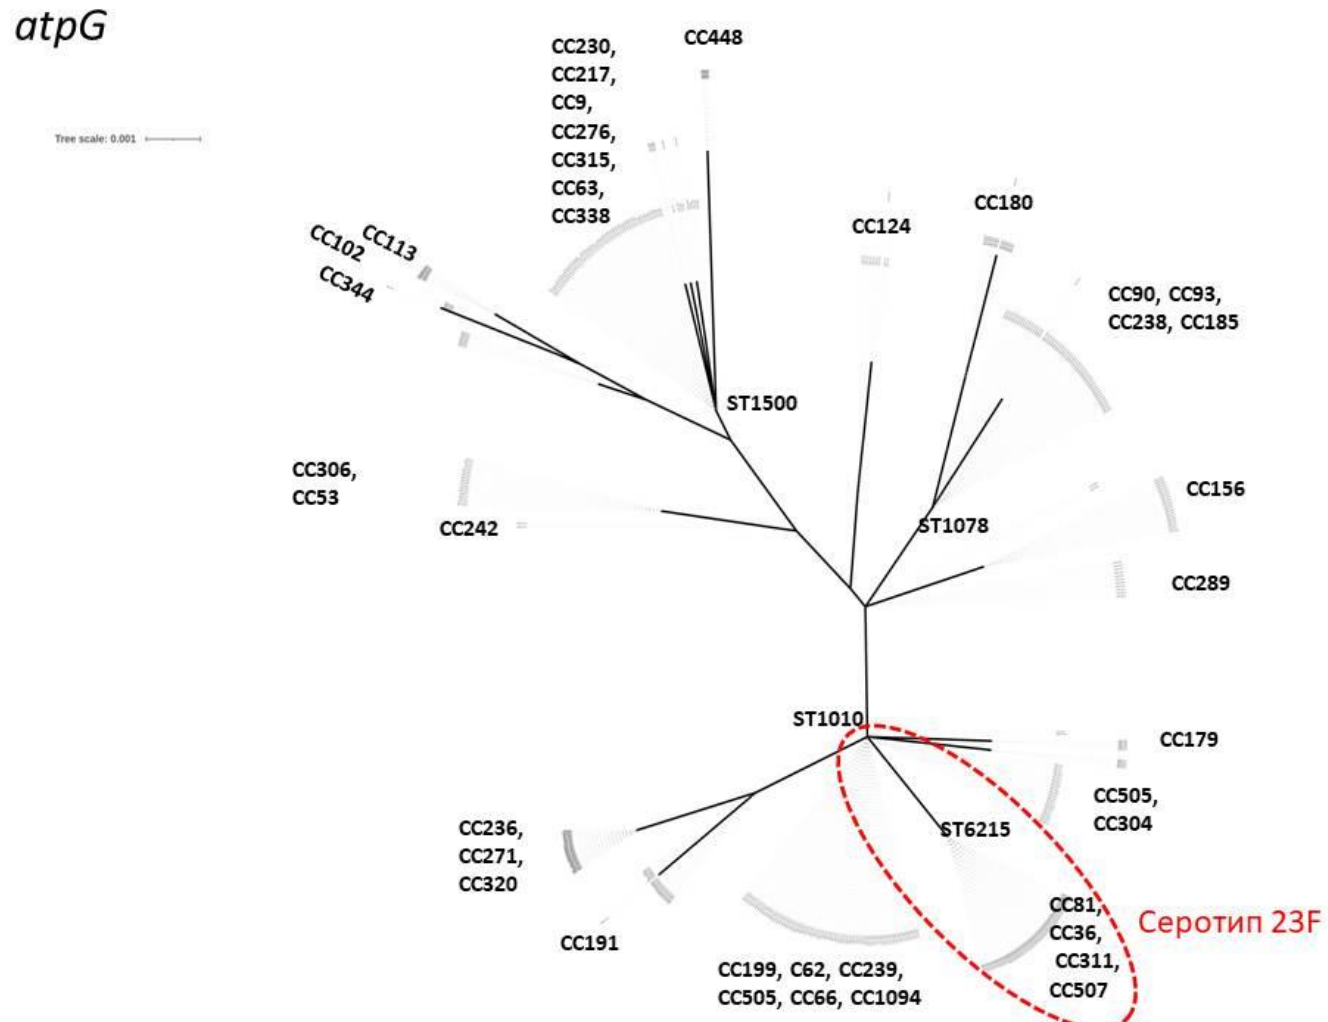 atpG
Tree scale: 0.001
CC230,
CC217,
CC9,
CC276,
CC315,
CC63,
CC338
CC448
CC124
CC180
CC90, CC93,
CC238, CC185
CC113
CC102
CC344
ST1500
CC306,
CC53
CC242
ST1078
CC156
CC289
ST1010
CC179
CC505,
CC304
ST6215
CC236,
CC271,
CC320
CC191
CC199, C62, CC239,
CC505, CC66, CC1094
CC81,
CC36,
CC311,
CC507
Серотип 23F